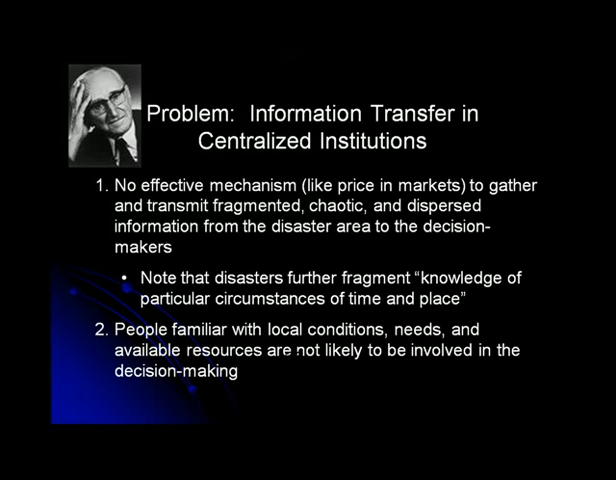 Problem:  Information Transfer in
Centralized Institutions
1. No effective mechanism (like price in markets) to gather
and transmit fragmented, chaotic, and dispersed
information from the disaster area to the decision-
makers
• Note that disasters further fragment “knowledge of
particular circumstances of time and place”
2. People familiar with local conditions, needs, and
available resources are not likely to be involved in the
decision-making